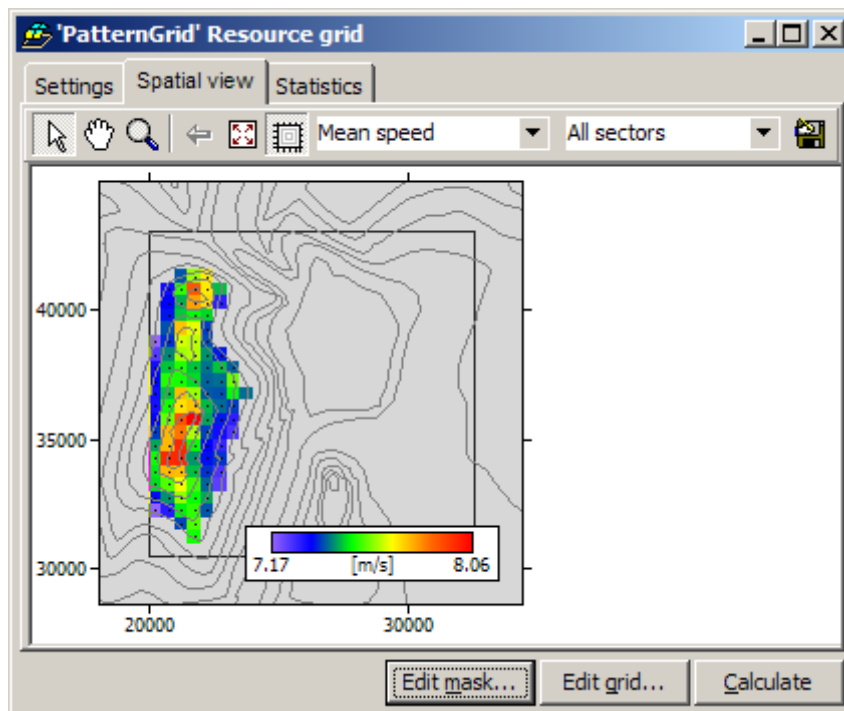 'PatternGrid' Resource grid
Settings Spatial view Statistics
Mean speed All sectors
40000
35000
30000
7.17 [m/s] 8.06
20000 30000
Edit mask... Edit grid... Calculate